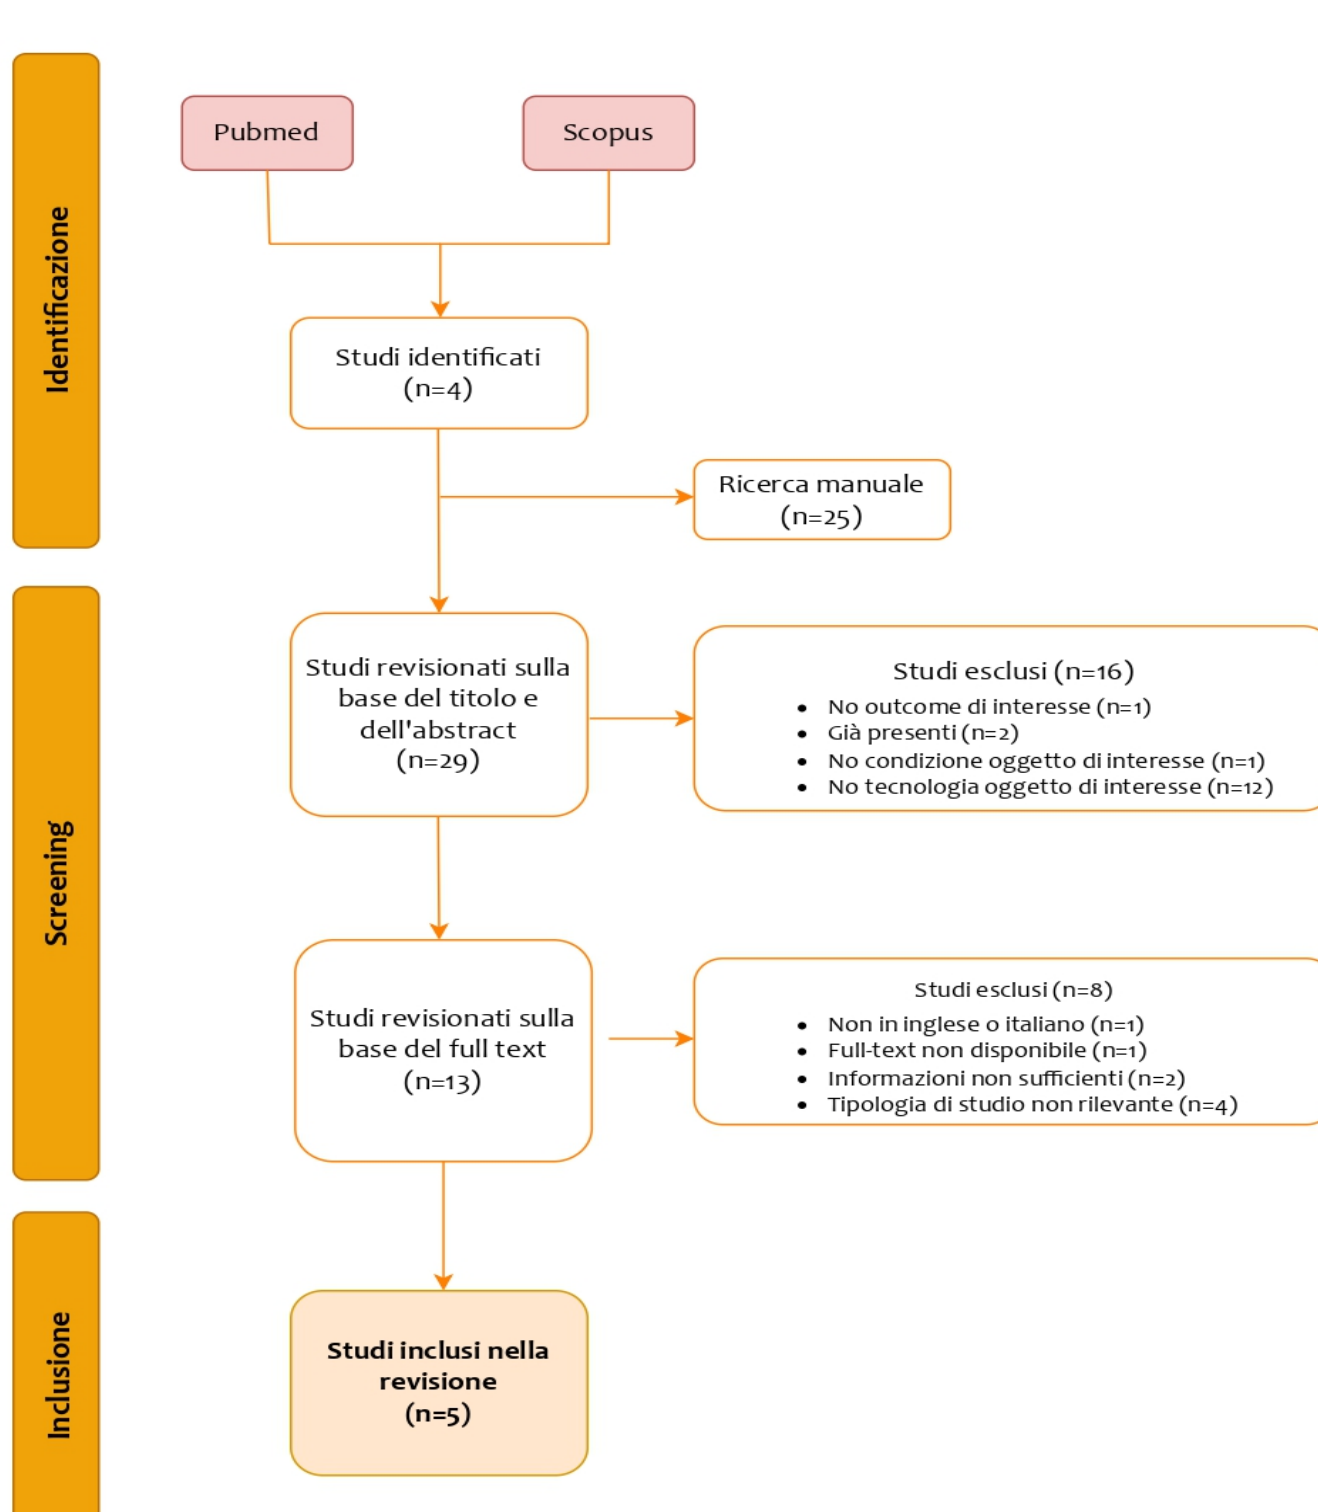 Identificazione
Pubmed
Scopus
Studi identificati
(n=4)
Ricerca manuale
(n=25)
Screening
Studi revisionati sulla
base del titolo e
dell'abstract
(n=29)
Studi esclusi (n=16)
• No outcome di interesse (n=1)
• Già presenti (n=2)
• No condizione oggetto di interesse (n=1)
• No tecnologia oggetto di interesse (n=12)
Studi revisionati sulla
base del full text
(n=13)
Studi esclusi (n=8)
• Non in inglese o italiano (n=1)
• Full-text non disponibile (n=1)
• Informazioni non sufficienti (n=2)
• Tipologia di studio non rilevante (n=4)
Inclusione
Studi inclusi nella
revisione
(n=5)